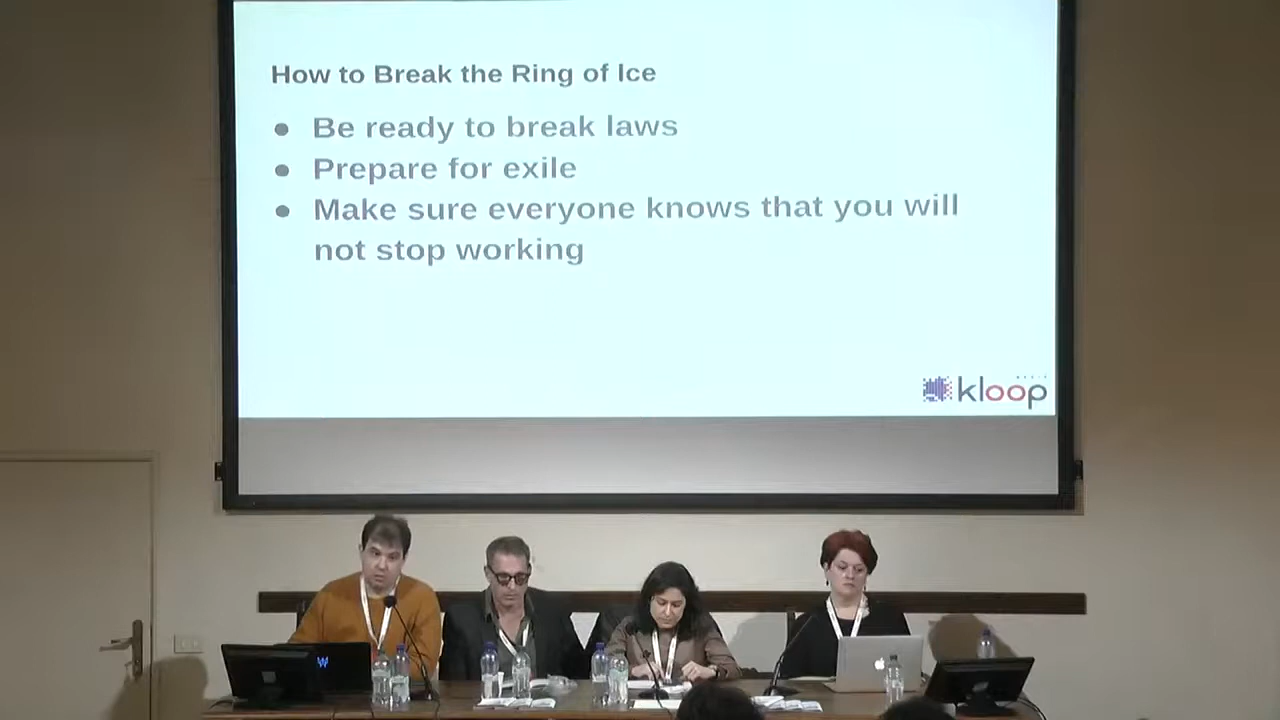 How to Break the Ring of Ice
● Be ready to break laws
● Prepare for exile
● Make sure everyone knows that you will
not stop working
kloop